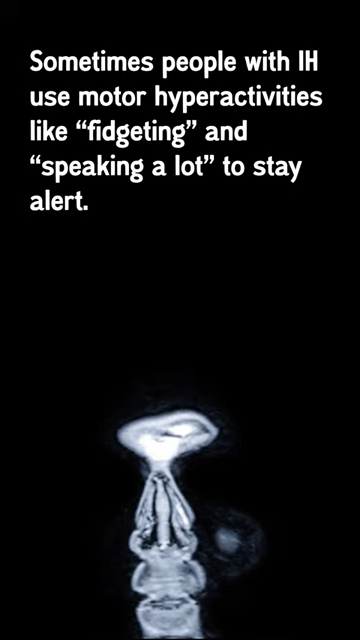 Sometimes people with IH
use motor hyperactivities
like “fidgeting” and
“speaking a lot” to stay
alert.